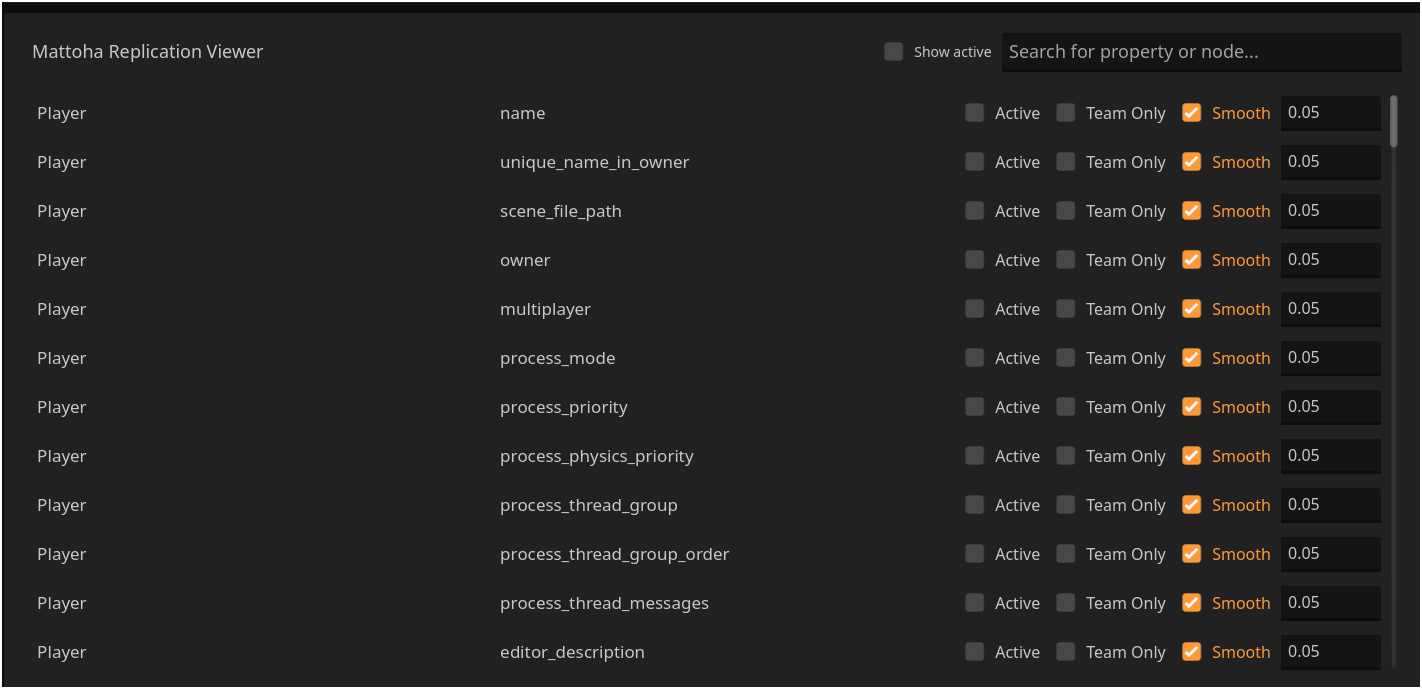 Mattoha Replication Viewer Show active Search for property or node...
Player name Active Team Only Smooth 0.05
Player unique_name_in_owner Active Team Only Smooth 0.05
Player scene_file_path Active Team Only Smooth 0.05
Player owner Active Team Only Smooth 0.05
Player multiplayer Active Team Only Smooth 0.05
Player process_mode Active Team Only Smooth 0.05
Player process_priority Active Team Only Smooth 0.05
Player process_physics_priority Active Team Only Smooth 0.05
Player process_thread_group Active Team Only Smooth 0.05
Player process_thread_group_order Active Team Only Smooth 0.05
Player process_thread_messages Active Team Only Smooth 0.05
Player editor_description Active Team Only Smooth 0.05